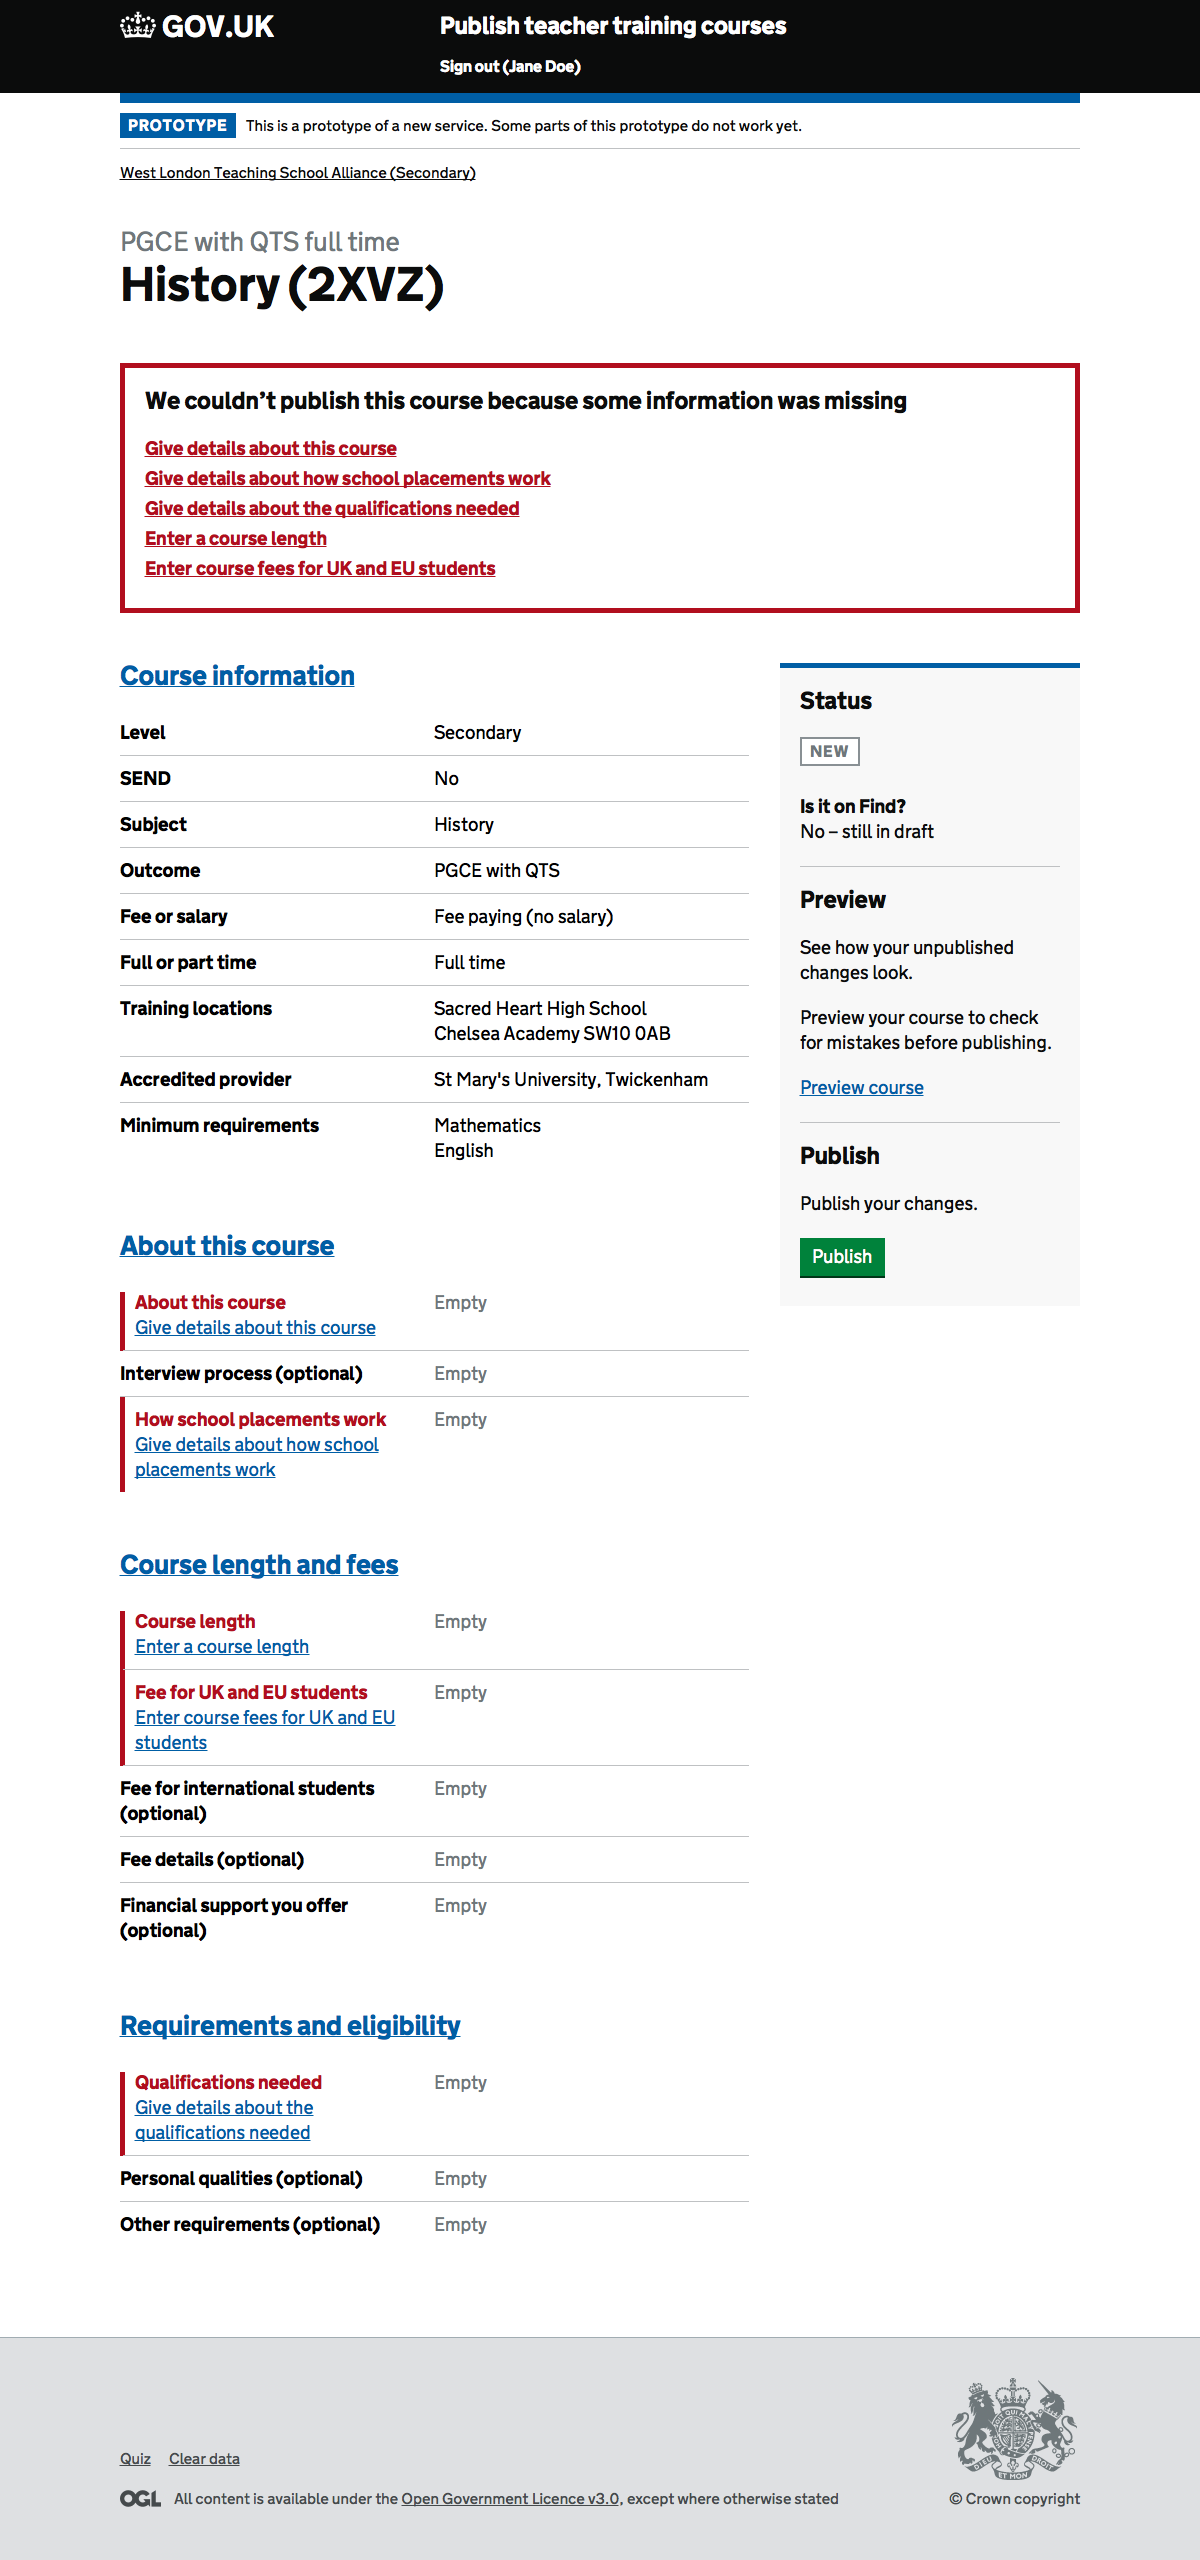 GOV.UK
Publish teacher training courses
Sign out (Jane Doe)
PROTOTYPE This is a prototype of a new service. Some parts of this prototype do not work yet.
West London Teaching School Alliance (Secondary)
PGCE with QTS full time
History (2XVZ)
We couldn’t publish this course because some information was missing
Give details about this course
Give details about how school placements work
Give details about the qualifications needed
Enter a course length
Enter course fees for UK and EU students
Course information
Level Secondary
SEND No
Subject History
Outcome PGCE with QTS
Fee or salary Fee paying (no salary)
Full or part time Full time
Training locations Sacred Heart High School
Chelsea Academy SW10 0AB
Accredited provider St Mary's University, Twickenham
Minimum requirements Mathematics
English
Status
NEW
Is it on Find?
No – still in draft
Preview
See how your unpublished
changes look.
Preview your course to check
for mistakes before publishing.
Preview course
Publish
Publish your changes.
Publish
About this course
About this course Empty
Give details about this course
Interview process (optional) Empty
How school placements work Empty
Give details about how school
placements work
Course length and fees
Course length Empty
Enter a course length
Fee for UK and EU students Empty
Enter course fees for UK and EU
students
Fee for international students Empty
(optional)
Fee details (optional) Empty
Financial support you offer Empty
(optional)
Requirements and eligibility
Qualifications needed Empty
Give details about the
qualifications needed
Personal qualities (optional) Empty
Other requirements (optional) Empty
Quiz Clear data
OGL All content is available under the Open Government Licence v3.0, except where otherwise stated
DIEU ET MON DROIT
© Crown copyright